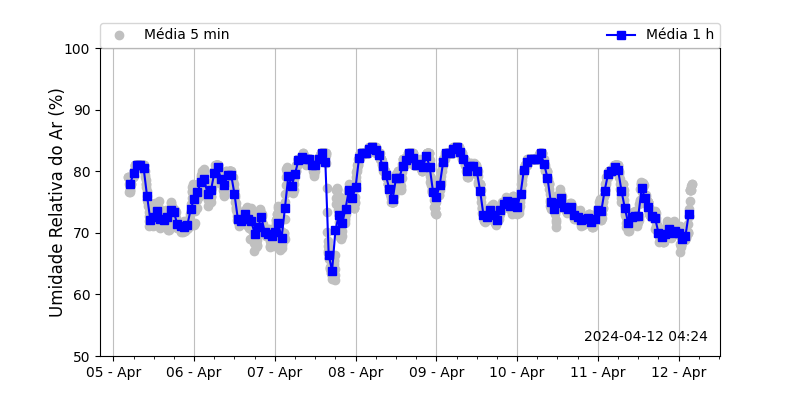 Média 5 min
Média 1 h
Umidade Relativa do Ar (%)
100
90
80
70
60
50
2024-04-12 04:24
05 - Apr
06 - Apr
07 - Apr
08 - Apr
09 - Apr
10 - Apr
11 - Apr
12 - Apr